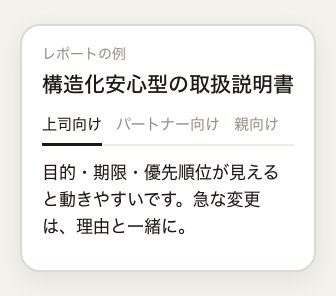 レポートの例
構造化安心型の取扱説明書
上司向け パートナー向け 親向け
目的・期限・優先順位が見える
と動きやすいです。急な変更
は、理由と一緒に。